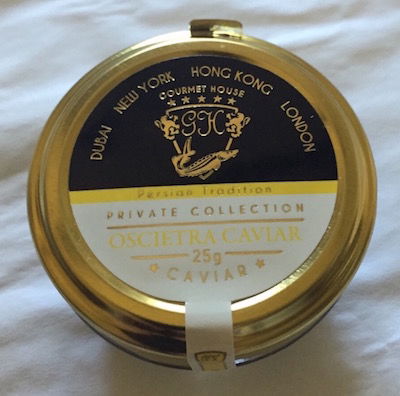 DUBAI NEW YORK HONG KONG LONDON
GOURMET HOUSE
GH
Persian Tradition
PRIVATE COLLECTION
OSCIETRA CAVIAR
25g
CAVIAR